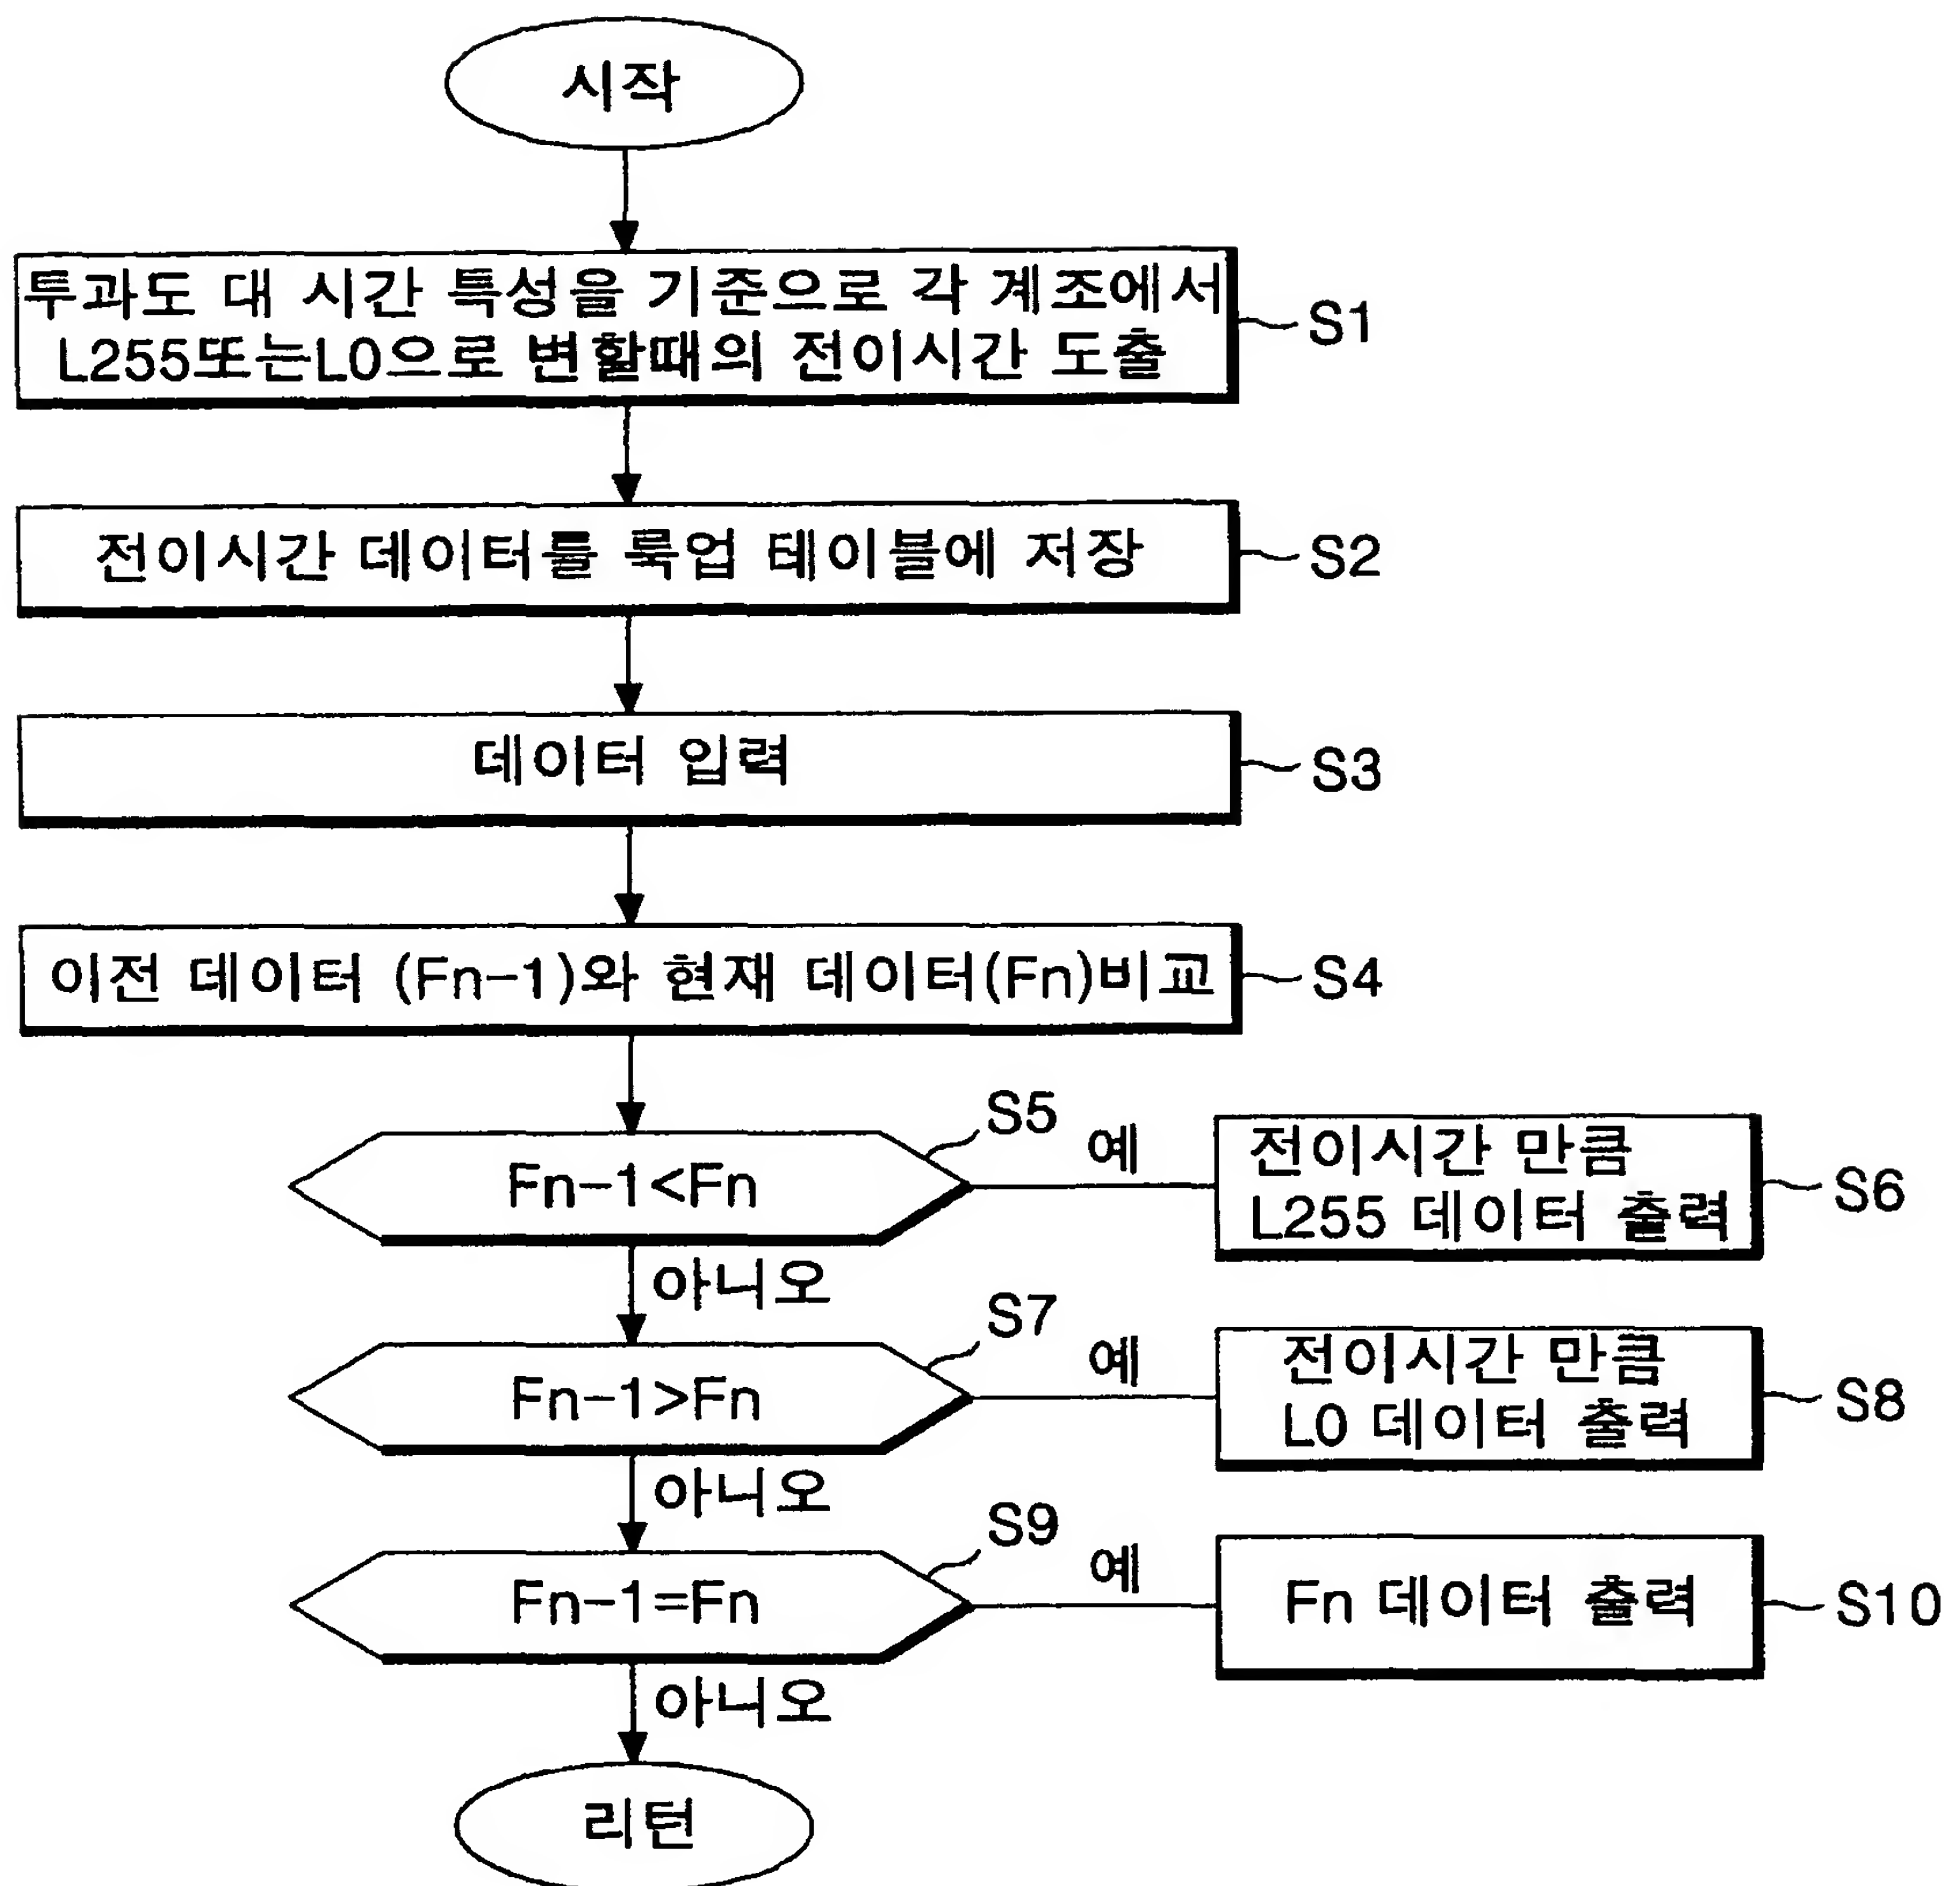 시작
투과도 대 시간 특성을 기준으로 각 계조에서
L255또는L0으로 변할때의 전이시간 도출
S1
전이시간 데이터를 룩업 테이블에 저장
S2
데이터 입력
S3
이전 데이터 (Fn-1)와 현재 데이터(Fn)비교
S4
Fn-1<Fn
S5
예
전이시간 만큼
L255 데이터 출력
S6
아니오
Fn-1>Fn
S7
예
전이시간 만큼
L0 데이터 출력
S8
아니오
Fn-1=Fn
S9
예
Fn 데이터 출력
S10
아니오
리턴